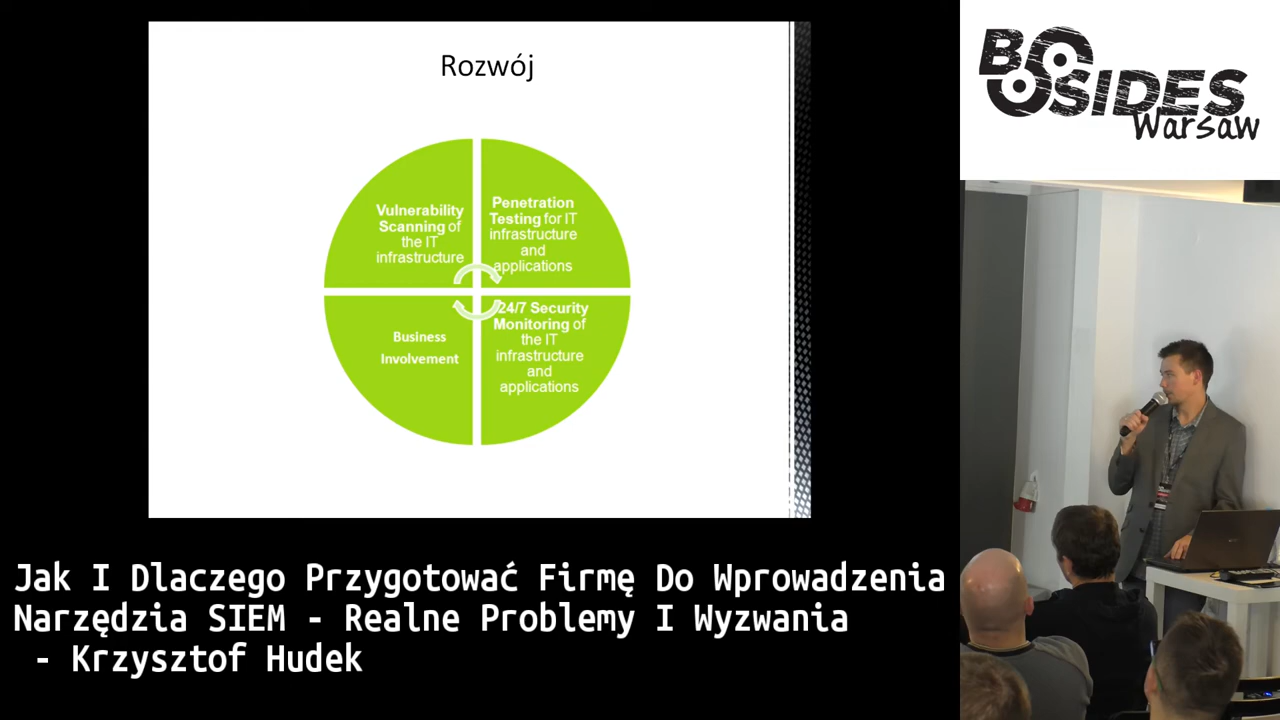 Rozwój
Vulnerability
Scanning of
the IT
infrastructure
Penetration
Testing for IT
infrastructure
and
applications
Business
Involvement
24/7 Security
Monitoring of
the IT
infrastructure
and
applications
BSIDES
Warsaw
Jak I Dlaczego Przygotować Firmę Do Wprowadzenia
Narzędzia SIEM - Realne Problemy I Wyzwania
- Krzysztof Hudek